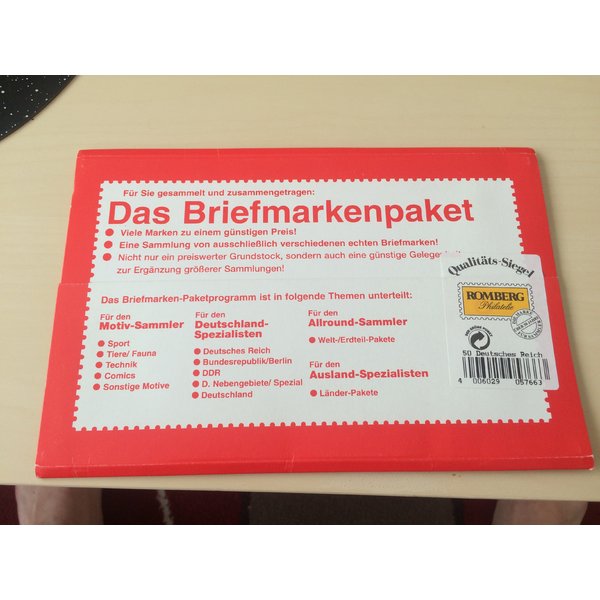 Für Sie gesammelt und zusammengetragen:
Das Briefmarkenpaket
● Viele Marken zu einem günstigen Preis!
● Eine Sammlung von ausschließlich verschiedenen echten Briefmarken!
● Nicht nur ein preiswerter Grundstock, sondern auch eine günstige
zur Ergänzung größerer Sammlungen!
Das Briefmarken-Paketprogramm ist in folgende Themen unterteilt:
Für den
Motiv-Sammler
● Sport
● Tiere/ Fauna
● Technik
● Comics
● Sonstige Motive
Für den
Deutschland-
Spezialisten
● Deutsches Reich
● Bundesrepublik/Berlin
● DDR
● D. Nebengebiete/ Spezial
● Deutschland
Für den
Allround-Sammler
● Welt-/Erdteil-Pakete
Für den
Ausland-Spezialisten
● Länder-Pakete
Qualitäts-Siegel
ROMBERG
Philatelie
50 Deutsches Reich
4 006029 057663